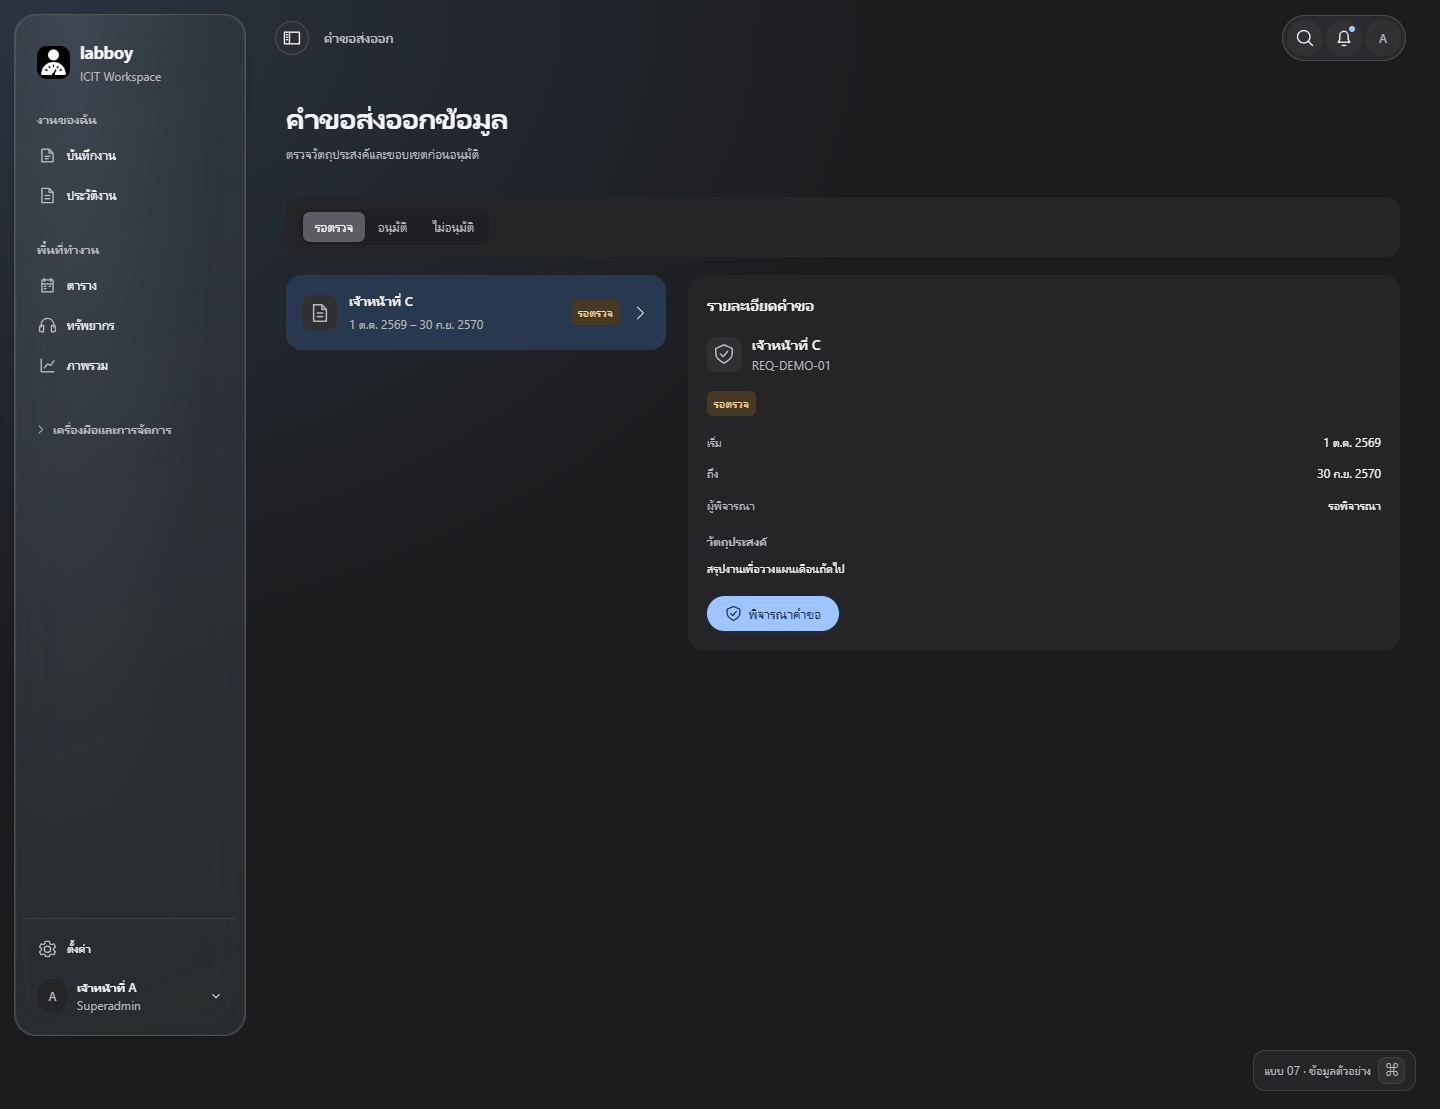 labboy
ICIT Workspace
งานของฉัน
บันทึกงาน
ประวัติงาน
พื้นที่ทำงาน
ตาราง
ทรัพยากร
ภาพรวม
เครื่องมือและการจัดการ
ตั้งค่า
A
เจ้าหน้าที่ A
Superadmin
คำขอส่งออก
A
คำขอส่งออกข้อมูล
ตรวจวัตถุประสงค์และขอบเขตก่อนอนุมัติ
รอตรวจ
อนุมัติ
ไม่อนุมัติ
เจ้าหน้าที่ C
1 ต.ค. 2569 – 30 ก.ย. 2570
รอตรวจ
รายละเอียดคำขอ
เจ้าหน้าที่ C
REQ-DEMO-01
รอตรวจ
เริ่ม 1 ต.ค. 2569
ถึง 30 ก.ย. 2570
ผู้พิจารณา รอพิจารณา
วัตถุประสงค์
สรุปงานเพื่อวางแผนเดือนถัดไป
พิจารณาคำขอ
แบบ 07 · ข้อมูลตัวอย่าง ⌘